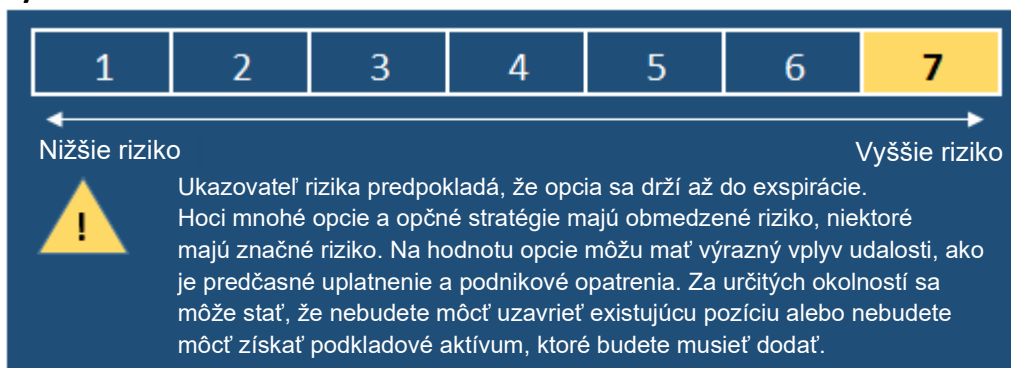 1 2 3 4 5 6 7
Nižšie riziko Vyššie riziko
! Ukazovateľ rizika predpokladá, že opcia sa drží až do exspirácie.
Hoci mnohé opcie a opčné stratégie majú obmedzené riziko, niektoré
majú značné riziko. Na hodnotu opcie môžu mať výrazný vplyv udalosti, ako
je predčasné uplatnenie a podnikové opatrenia. Za určitých okolností sa
môže stať, že nebudete môcť uzavrieť existujúcu pozíciu alebo nebudete
môcť získať podkladové aktívum, ktoré budete musieť dodať.